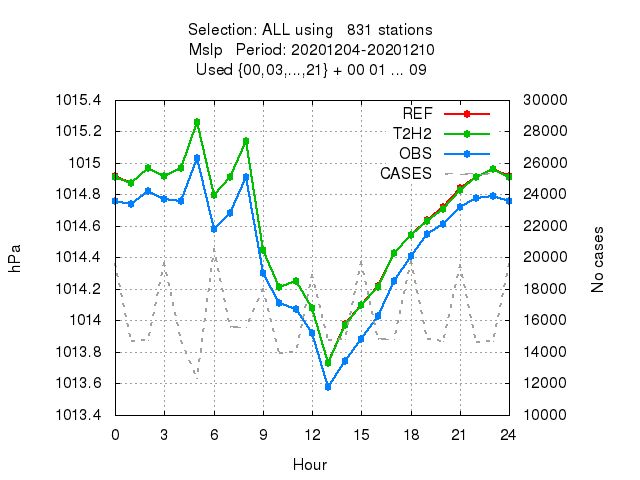 Selection: ALL using   831 stations
Mslp   Period: 20201204-20201210
Used {00,03,...,21} + 00 01 ... 09
1015.4
1015.2
1015
1014.8
1014.6
1014.4
1014.2
1014
1013.8
1013.6
1013.4
hPa
REF
T2H2
OBS
CASES
30000
28000
26000
24000
22000
20000
18000
16000
14000
12000
10000
No cases
0 3 6 9 12 15 18 21 24
Hour